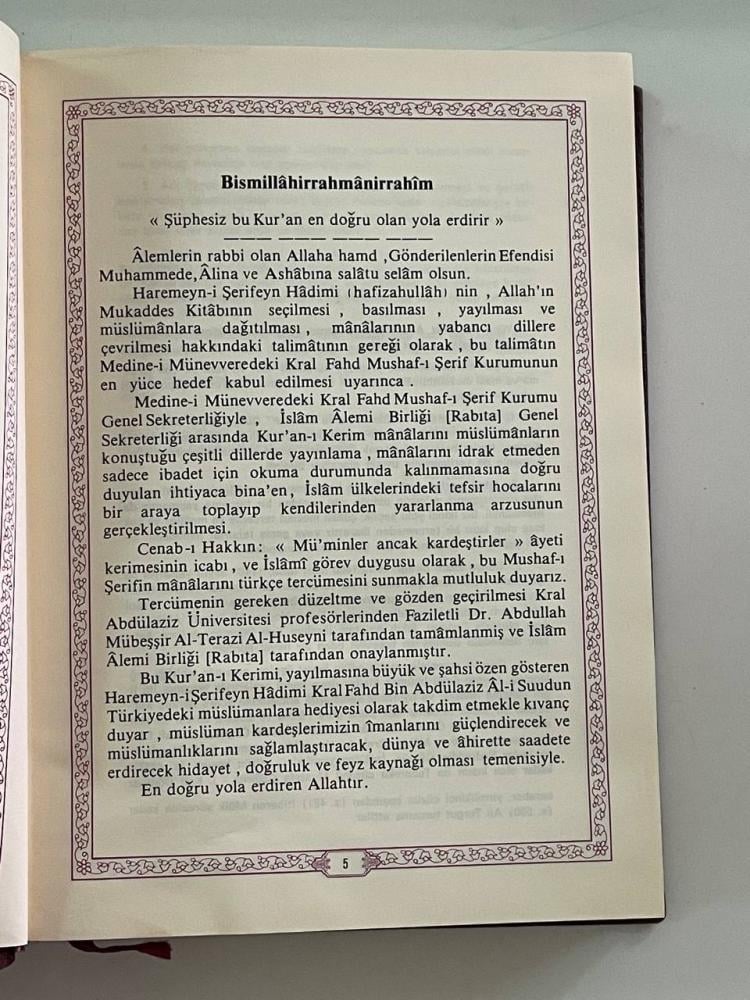 Bismillâhirrahmânirrahîm
« Şüphesiz bu Kur'an en doğru olan yola erdirir »
Âlemlerin rabbi olan Allaha hamd ,Gönderilenlerin Efendisi
Muhammede, Âlina ve Ashâbına salâtu selâm olsun.
Haremeyn-i Şerifeyn Hâdimi (hafizahullâh) nin , Allah'ın
Mukaddes Kitâbının seçilmesi , basılması , yayılması ve
müslümânlara dağıtılması , mânâlarının yabancı dillere
çevrilmesi hakkındaki talimâtının gereği olarak , bu talimâtın
Medine-i Münevveredeki Kral Fahd Mushaf-ı Şerif Kurumunun
en yüce hedef kabul edilmesi uyarınca .
Medine-i Münevveredeki Kral Fahd Mushaf-ı Şerif Kurumu
Genel Sekreterliğiyle , İslâm Âlemi Birliği [Rabıta] Genel
Sekreterliği arasında Kur'an-ı Kerim mânâlarını müslümânların
konuştuğu çeşitli dillerde yayınlama , mânâlarını idrak etmeden
sadece ibadet için okuma durumunda kalınmamasına doğru
duyulan ihtiyaca bina'en, İslâm ülkelerindeki tefsir hocalarını
bir araya toplayıp kendilerinden yararlanma arzusunun
gerçekleştirilmesi.
Cenab-ı Hakkın: « Mü'minler ancak kardeştirler » âyeti
kerimesinin icabı , ve İslâmî görev duygusu olarak , bu Mushaf-ı
Şerifin mânâlarını türkçe tercümesini sunmakla mutluluk duyarız.
Tercümenin gereken düzeltme ve gözden geçirilmesi Kral
Abdülaziz Üniversitesi profesörlerinden Faziletli Dr. Abdullah
Mübeşşir Al-Terazi Al-Huseyni tarafından tamâmlanmış ve İslâm
Âlemi Birliği [Rabıta] tarafından onaylanmıştır.
Bu Kur'an-ı Kerimi, yayılmasına büyük ve şahsi özen gösteren
Haremeyn-i Şerifeyn Hâdimi Kral Fahd Bin Abdülaziz Âl-i Suudun
Türkiyedeki müslümanlara hediyesi olarak takdim etmekle kıvanç
duyar , müslüman kardeşlerimizin îmanlarını güçlendirecek ve
müslümanlıklarını sağlamlaştıracak, dünya ve âhirette saadete
erdirecek hidayet , doğruluk ve feyz kaynağı olması temenisiyle.
En doğru yola erdiren Allahtır.
5